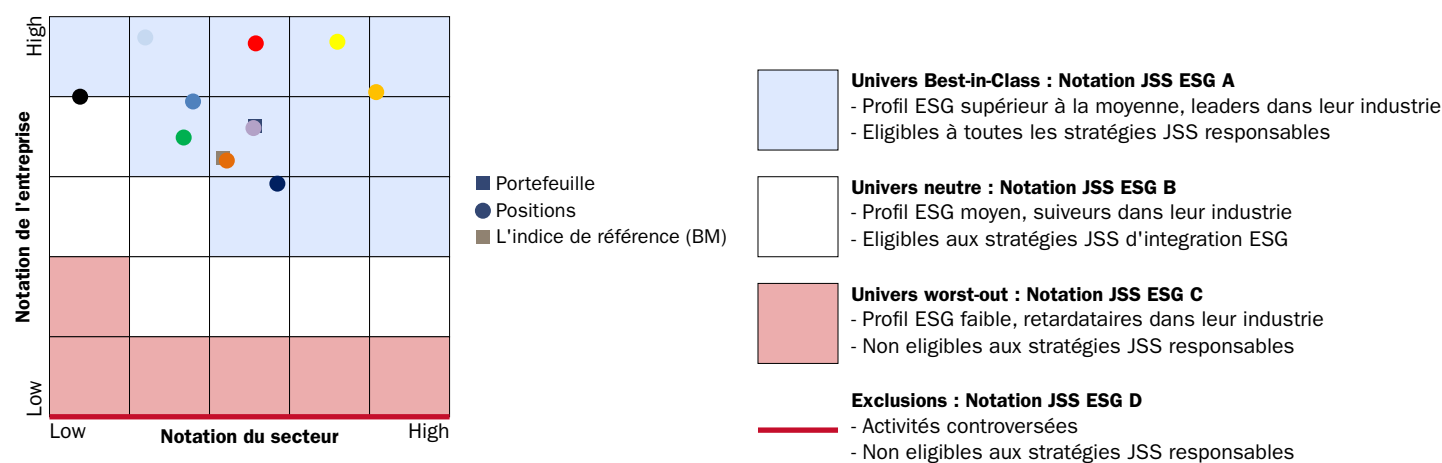 High
Notation de l'entreprise
Low
Low
Notation du secteur
High
Portefeuille
Positions
L'indice de référence (BM)
Univers Best-in-Class : Notation JSS ESG A
- Profil ESG supérieur à la moyenne, leaders dans leur industrie
- Eligibles à toutes les stratégies JSS responsables
Univers neutre : Notation JSS ESG B
- Profil ESG moyen, suiveurs dans leur industrie
- Eligibles aux stratégies JSS d'integration ESG
Univers worst-out : Notation JSS ESG C
- Profil ESG faible, retardataires dans leur industrie
- Non eligibles aux stratégies JSS responsables
Exclusions : Notation JSS ESG D
- Activités controversées
- Non eligibles aux stratégies JSS responsables